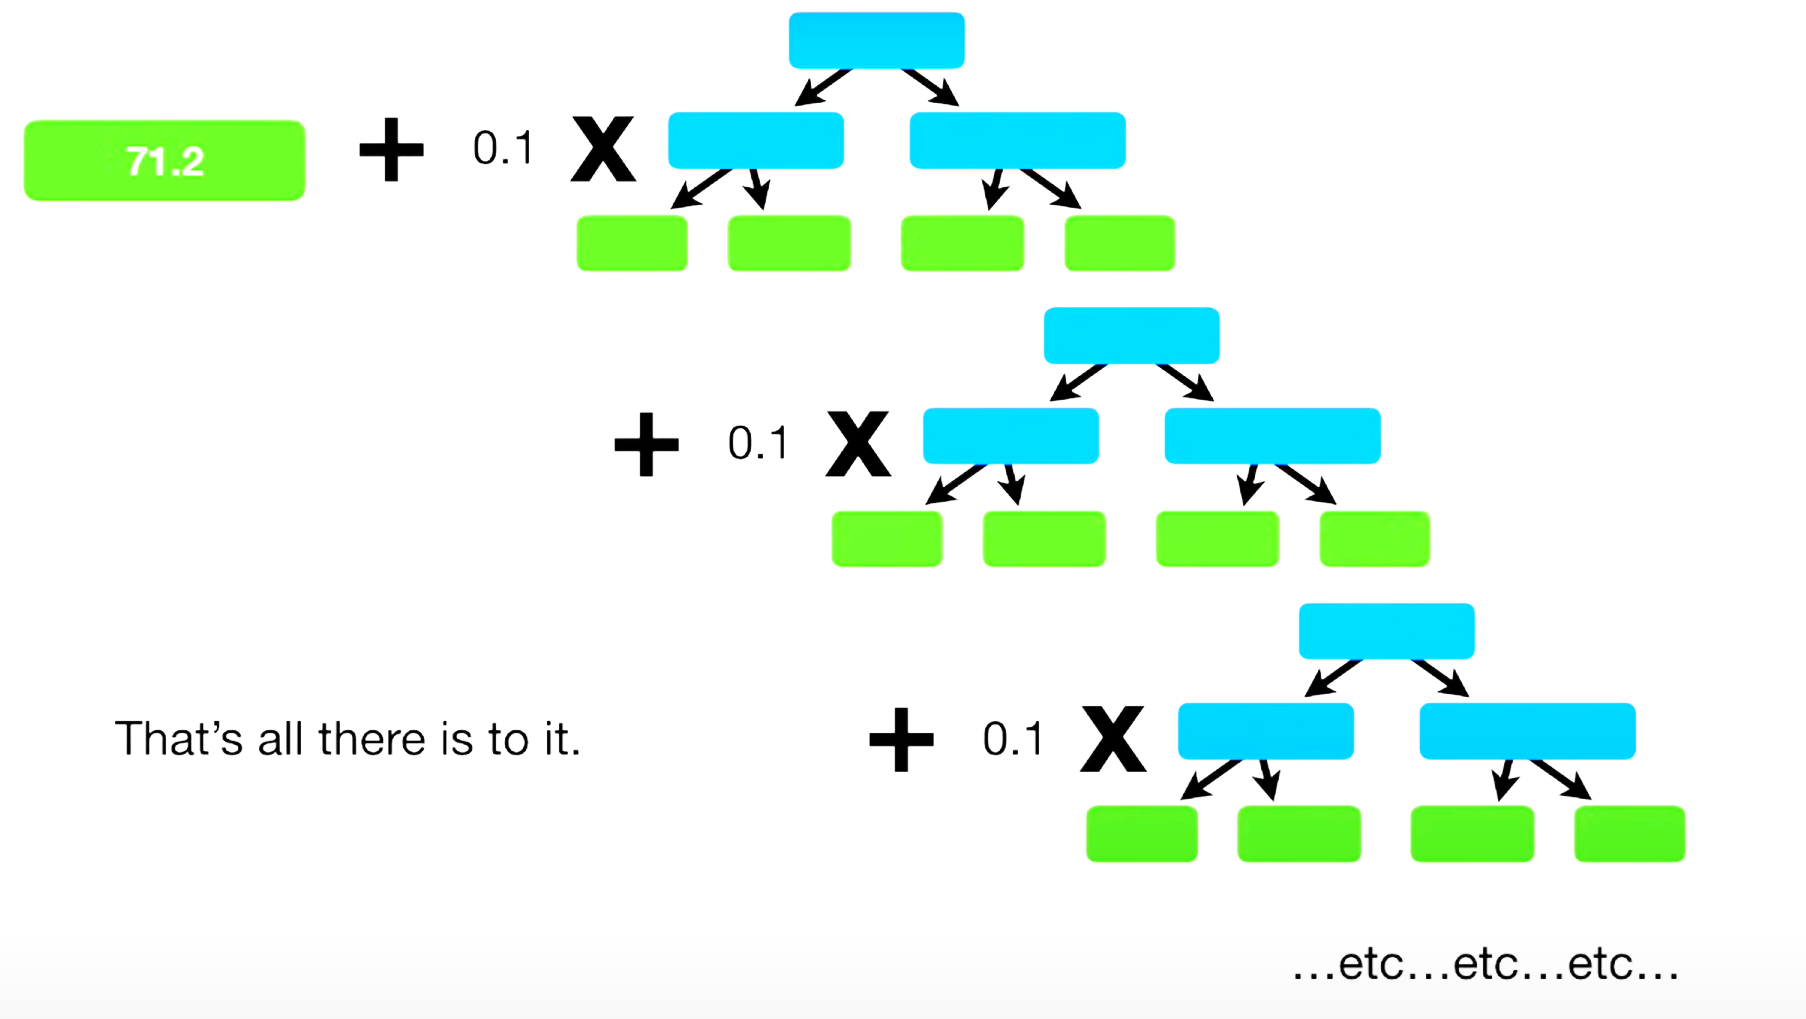 71.2 + 0.1 X
+ 0.1 X
That’s all there is to it. + 0.1 X
...etc...etc...etc...